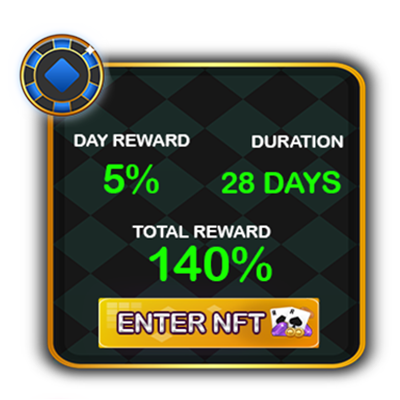 DAY REWARD
DURATION
5%
28 DAYS
TOTAL REWARD
140%
ENTER NFT